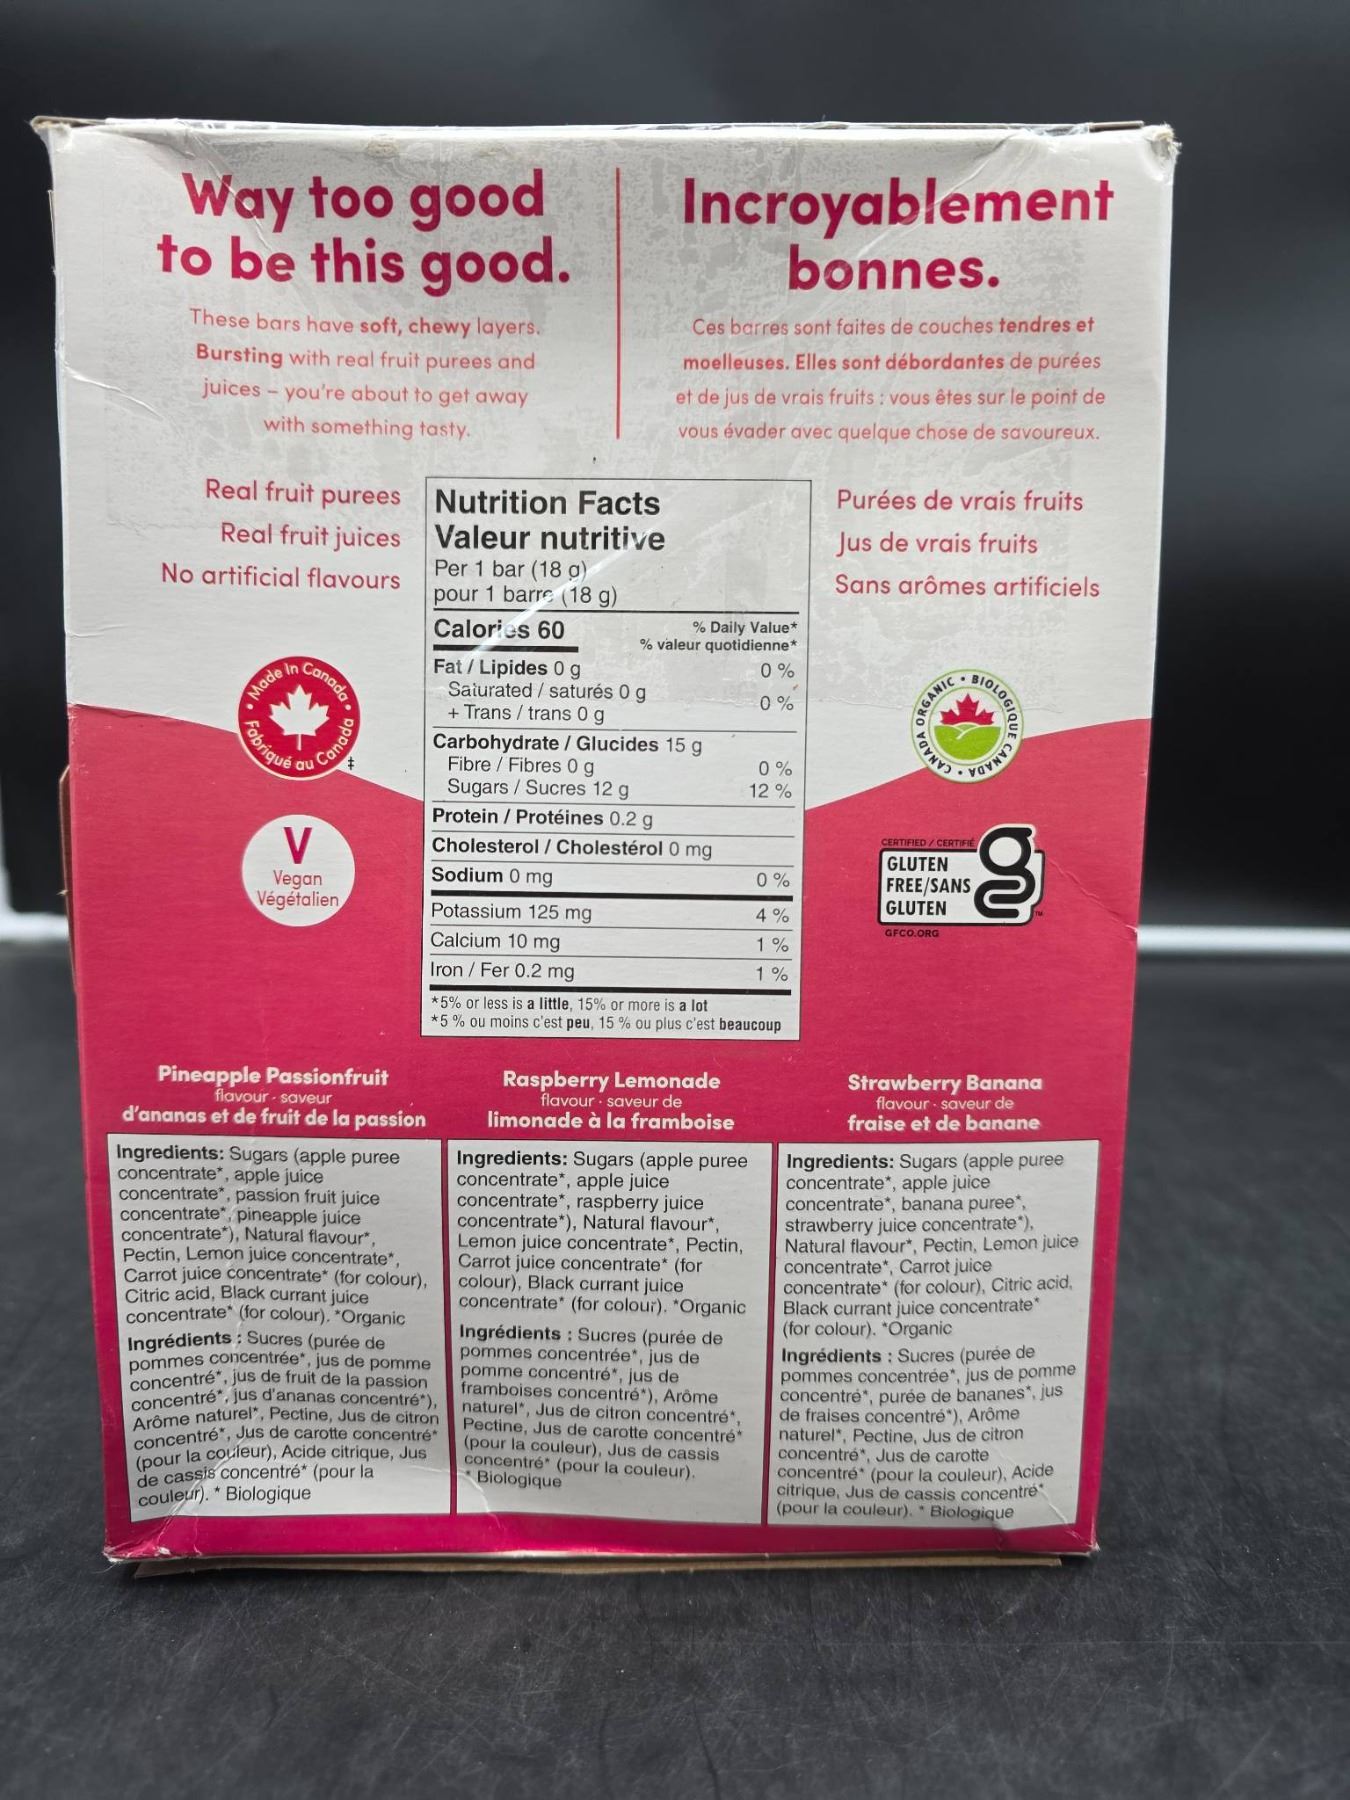 Way too good
to be this good.
These bars have soft, chewy layers.
Bursting with real fruit purees and
juices – you're about to get away
with something tasty.
Incroyablement
bonnes.
Ces barres sont faites de couches tendres et
moelleuses. Elles sont débordantes de purées
et de jus de vrais fruits : vous êtes sur le point de
vous évader avec quelque chose de savoureux.
Real fruit purees
Real fruit juices
No artificial flavours
Made In Canada • Fabriqué au Canada •
‡
V
Vegan
Végétalien
Nutrition Facts
Valeur nutritive
Per 1 bar (18 g)
pour 1 barre (18 g)
Calories 60
% Daily Value*
% valeur quotidienne*
Fat / Lipides 0 g 0 %
Saturated / saturés 0 g
+ Trans / trans 0 g 0 %
Carbohydrate / Glucides 15 g
Fibre / Fibres 0 g 0 %
Sugars / Sucres 12 g 12 %
Protein / Protéines 0.2 g
Cholesterol / Cholestérol 0 mg
Sodium 0 mg 0 %
Potassium 125 mg 4 %
Calcium 10 mg 1 %
Iron / Fer 0.2 mg 1 %
*5% or less is a little, 15% or more is a lot
*5 % ou moins c'est peu, 15 % ou plus c'est beaucoup
Purées de vrais fruits
Jus de vrais fruits
Sans arômes artificiels
CANADA ORGANIC • BIOLOGIQUE CANADA •
CERTIFIED / CERTIFIÉ
GLUTEN
FREE/SANS
GLUTEN
g
TM
GFCO.ORG
Pineapple Passionfruit
flavour - saveur
d'ananas et de fruit de la passion
Ingredients: Sugars (apple puree
concentrate*, apple juice
concentrate*, passion fruit juice
concentrate*, pineapple juice
concentrate*), Natural flavour*,
Pectin, Lemon juice concentrate*,
Carrot juice concentrate* (for colour),
Citric acid, Black currant juice
concentrate* (for colour). *Organic
Ingrédients : Sucres (purée de
pommes concentrée*, jus de pomme
concentré*, jus de fruit de la passion
concentré*, jus d'ananas concentré*),
Arôme naturel*, Pectine, Jus de citron
concentré*, Jus de carotte concentré*
(pour la couleur), Acide citrique, Jus
de cassis concentré* (pour la
couleur). * Biologique
Raspberry Lemonade
flavour - saveur de
limonade à la framboise
Ingredients: Sugars (apple puree
concentrate*, apple juice
concentrate*, raspberry juice
concentrate*), Natural flavour*,
Lemon juice concentrate*, Pectin,
Carrot juice concentrate* (for
colour), Black currant juice
concentrate* (for colour). *Organic
Ingrédients : Sucres (purée de
pommes concentrée*, jus de
pomme concentré*, jus de
framboises concentré*), Arôme
naturel*, Jus de citron concentré*,
Pectine, Jus de carotte concentré*
(pour la couleur), Jus de cassis
concentré* (pour la couleur).
* Biologique
Strawberry Banana
flavour - saveur de
fraise et de banane
Ingredients: Sugars (apple puree
concentrate*, apple juice
concentrate*, banana puree*,
strawberry juice concentrate*),
Natural flavour*, Pectin, Lemon juice
concentrate*, Carrot juice
concentrate* (for colour), Citric acid,
Black currant juice concentrate*
(for colour). *Organic
Ingrédients : Sucres (purée de
pommes concentrée*, jus de pomme
concentré*, purée de bananes*, jus
de fraises concentré*), Arôme
naturel*, Pectine, Jus de citron
concentré*, Jus de carotte
concentré* (pour la couleur), Acide
citrique, Jus de cassis concentré*
(pour la couleur). * Biologique